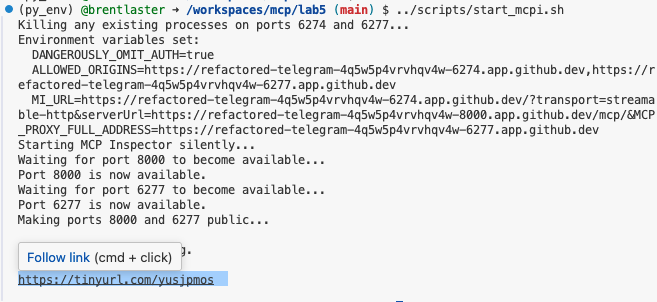 (py_env) @brentlaster → /workspaces/mcp/lab5 (main) $ ../scripts/start_mcpi.sh
Killing any existing processes on ports 6274 and 6277...
Environment variables set:
DANGEROUSLY_OMIT_AUTH=true
ALLOWED_ORIGINS=https://refactored-telegram-4q5w5p4vrvhqv4w-6274.app.github.dev,https://r
efactored-telegram-4q5w5p4vrvhqv4w-6277.app.github.dev
MI_URL=https://refactored-telegram-4q5w5p4vrvhqv4w-6274.app.github.dev/?transport=streama
ble-http&serverUrl=https://refactored-telegram-4q5w5p4vrvhqv4w-8000.app.github.dev/mcp/&MCP
_PROXY_FULL_ADDRESS=https://refactored-telegram-4q5w5p4vrvhqv4w-6277.app.github.dev
Starting MCP Inspector silently...
Waiting for port 8000 to become available...
Port 8000 is now available.
Waiting for port 6277 to become available...
Port 6277 is now available.
Making ports 8000 and 6277 public...
Follow link (cmd + click)
https://tinyurl.com/yusjpmos